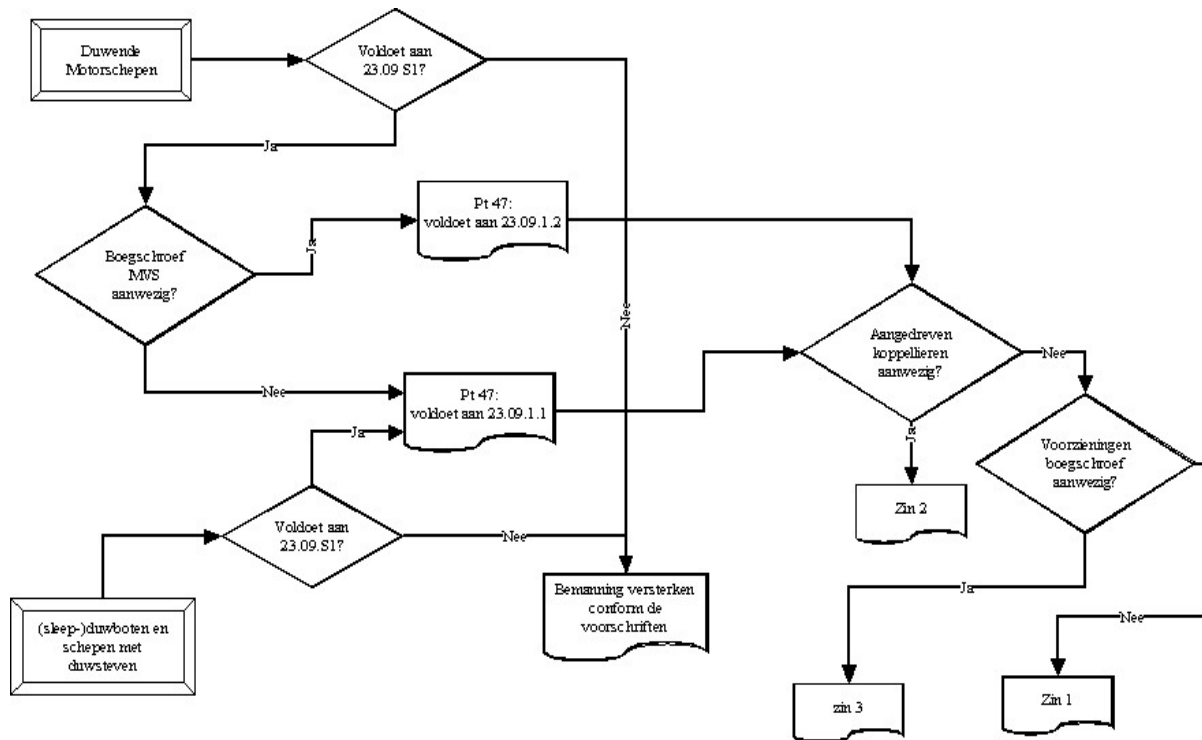 Duwende
Motorschepen
Voldoet aan
23.09 S1?
Ja
Nee
Boegschroef
MVS
aanwezig?
Ja
Pt 47:
voldoet aan 23.09.1.2
Nee
Pt 47:
voldoet aan 23.09.1.1
Ja
Voldoet aan
23.09.S1?
Nee
(sleep-)duwboten en
schepen met
duwsteven
Bemanning versterken
conform de
voorschriften
Aangedreven
koppellieren
aanwezig?
Nee
Ja
Zin 2
Voorzieningen
boegschroef
aanwezig?
Ja
Nee
zin 3
Zin 1